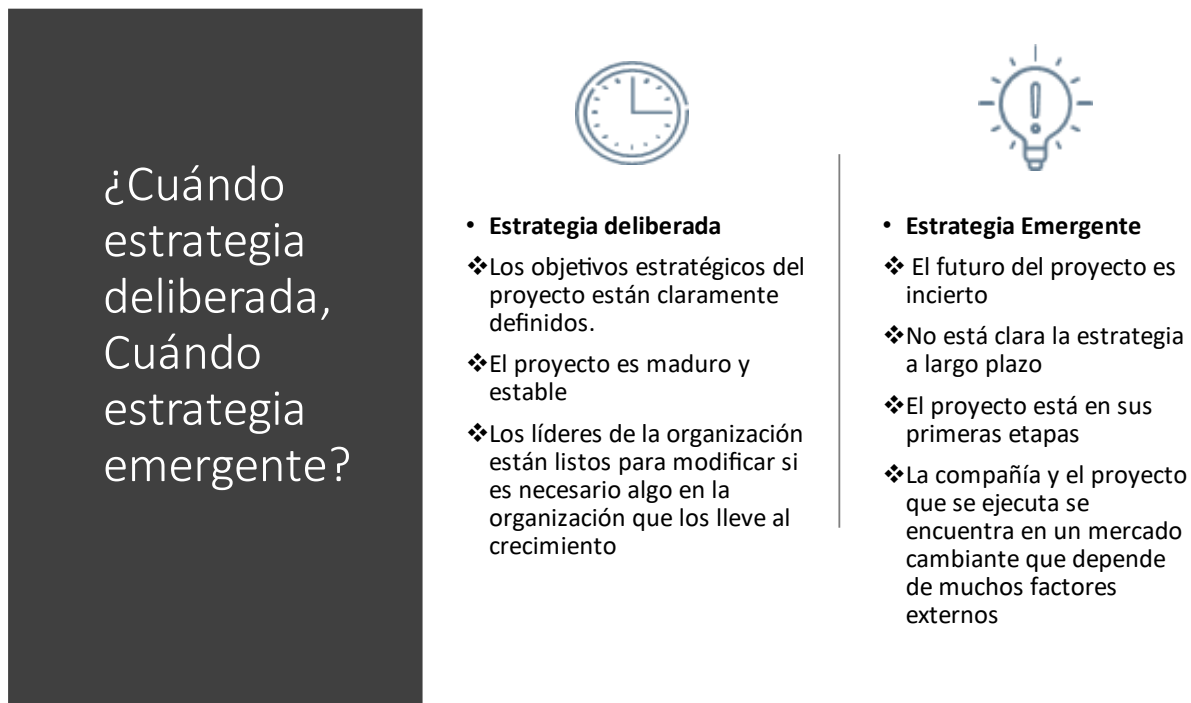 ¿Cuándo
estrategia
deliberada,
Cuándo
estrategia
emergente?
• Estrategia deliberada
❖Los objetivos estratégicos del
proyecto están claramente
definidos.
❖El proyecto es maduro y
estable
❖Los líderes de la organización
están listos para modificar si
es necesario algo en la
organización que los lleve al
crecimiento
• Estrategia Emergente
❖ El futuro del proyecto es
incierto
❖No está clara la estrategia
a largo plazo
❖El proyecto está en sus
primeras etapas
❖La compañía y el proyecto
que se ejecuta se
encuentra en un mercado
cambiante que depende
de muchos factores
externos